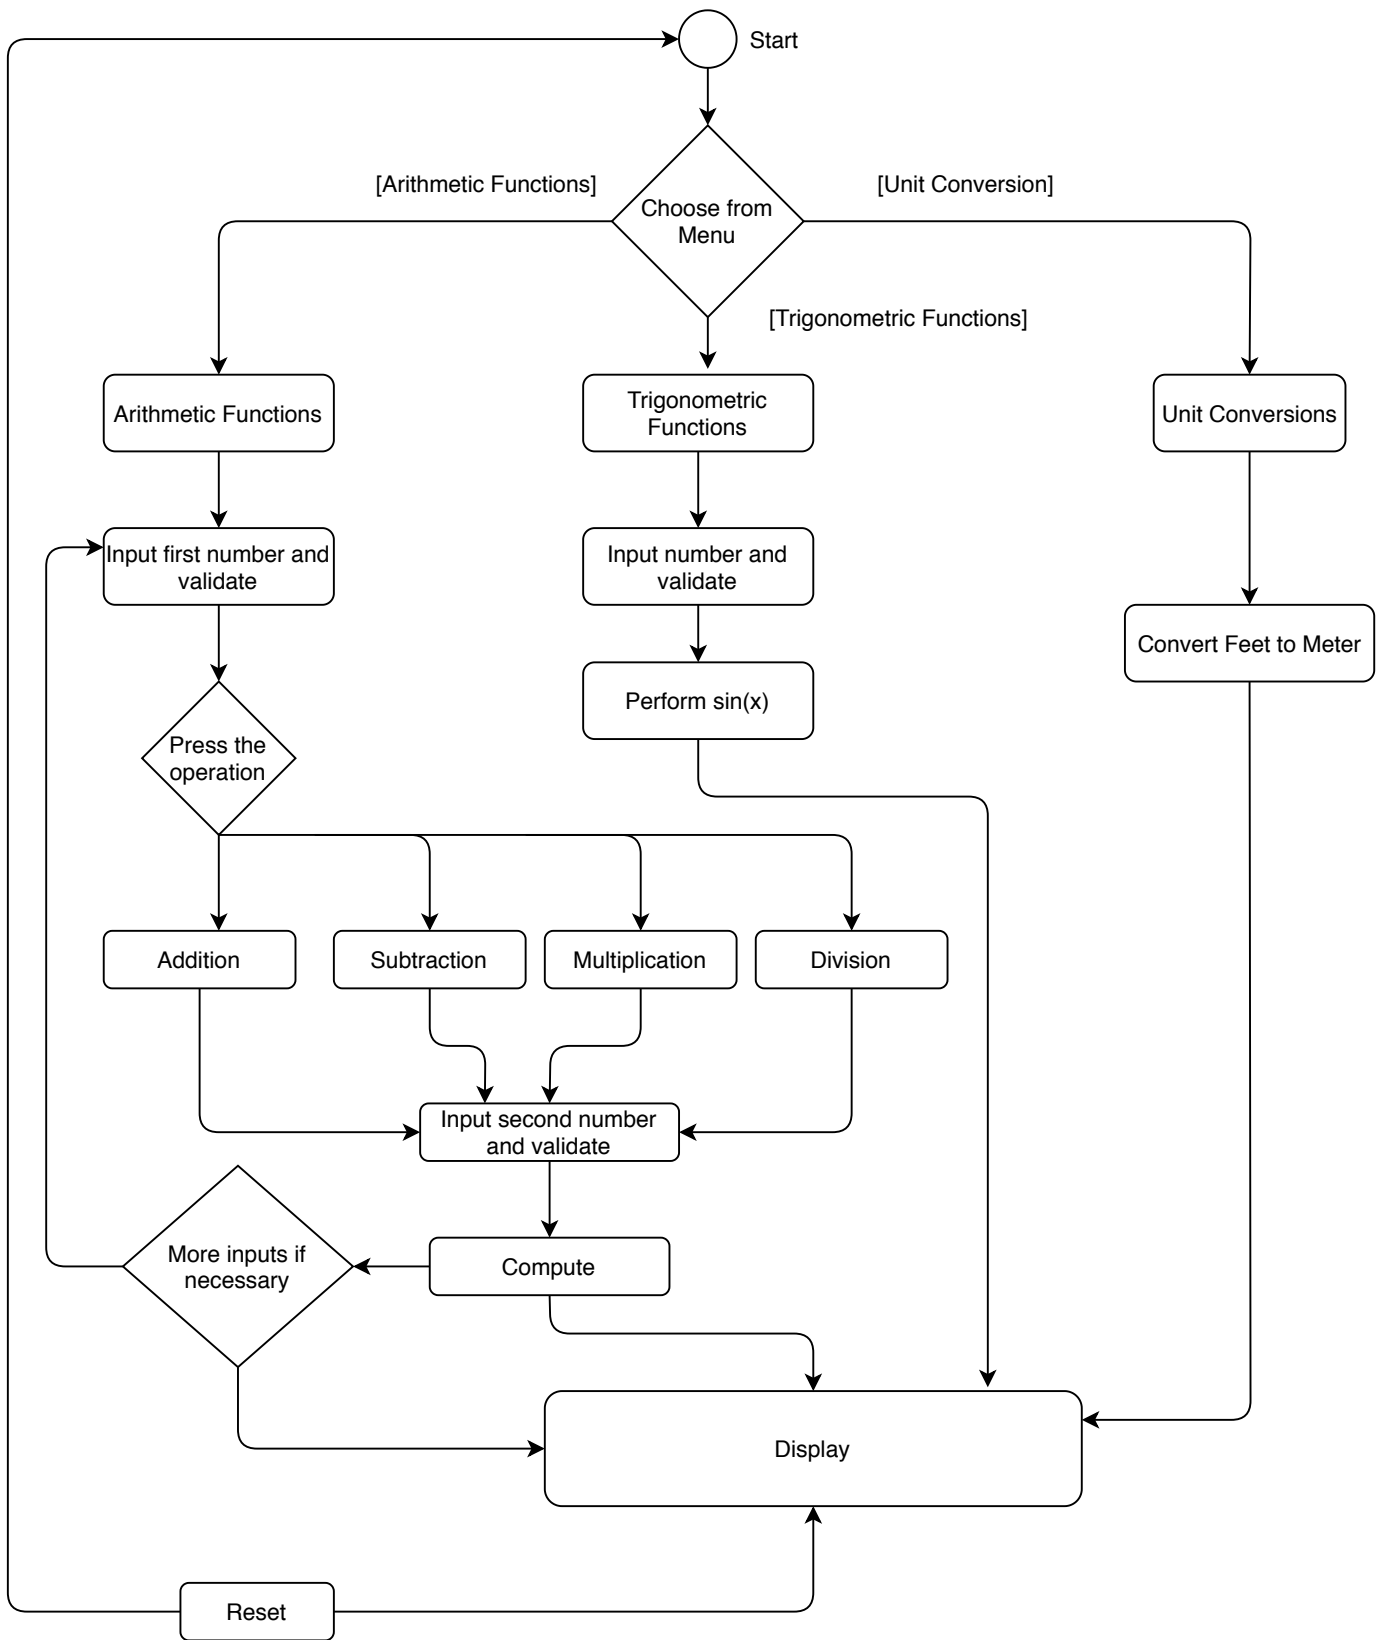 Start
[Arithmetic Functions]
[Unit Conversion]
Choose from
Menu
[Trigonometric Functions]
Arithmetic Functions
Trigonometric
Functions
Unit Conversions
Input first number and
validate
Input number and
validate
Convert Feet to Meter
Perform sin(x)
Press the
operation
Addition
Subtraction
Multiplication
Division
Input second number
and validate
More inputs if
necessary
Compute
Display
Reset